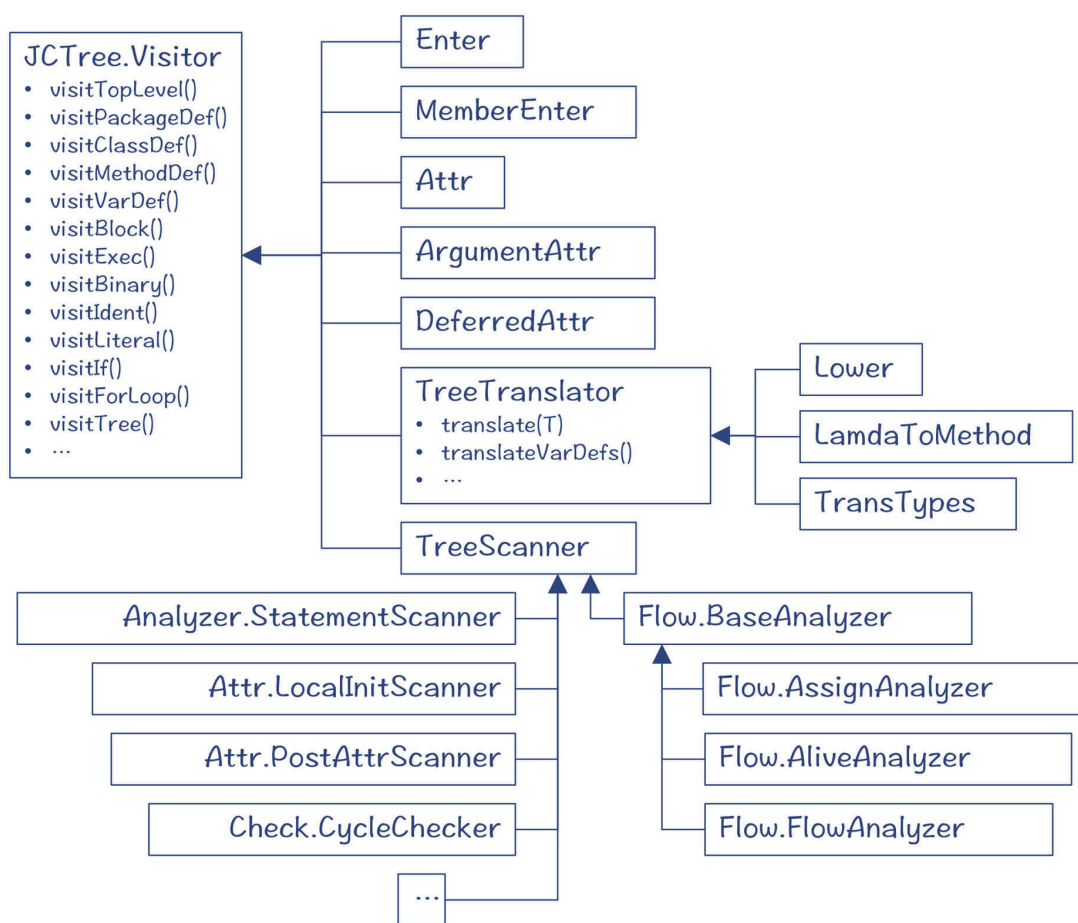 JCTree.Visitor
• visitTopLevel()
• visitPackageDef()
• visitClassDef()
• visitMethodDef()
• visitVarDef()
• visitBlock()
• visitExec()
• visitBinary()
• visitIdent()
• visitLiteral()
• visitIf()
• visitForLoop()
• visitTree()
• ...
Enter
MemberEnter
Attr
ArgumentAttr
DeferredAttr
TreeTranslator
• translate(T)
• translateVarDefs()
• ...
Lower
LamdaToMethod
TransTypes
TreeScanner
Analyzer.StatementScanner
Attr.LocalInitScanner
Attr.PostAttrScanner
Check.CycleChecker
...
Flow.BaseAnalyzer
Flow.AssignAnalyzer
Flow.AliveAnalyzer
Flow.FlowAnalyzer